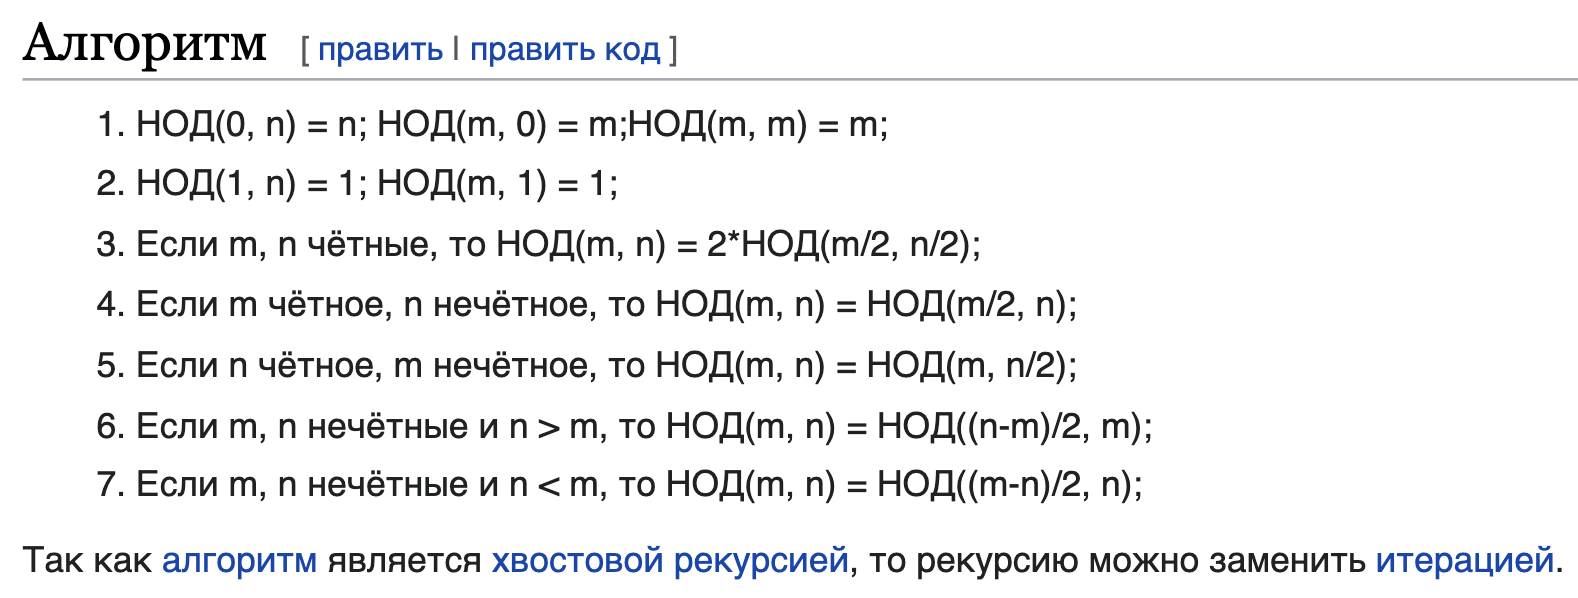 Алгоритм [ править | править код ]
1. НОД(0, n) = n; НОД(m, 0) = m;НОД(m, m) = m;
2. НОД(1, n) = 1; НОД(m, 1) = 1;
3. Если m, n чётные, то НОД(m, n) = 2*НОД(m/2, n/2);
4. Если m чётное, n нечётное, то НОД(m, n) = НОД(m/2, n);
5. Если n чётное, m нечётное, то НОД(m, n) = НОД(m, n/2);
6. Если m, n нечётные и n > m, то НОД(m, n) = НОД((n-m)/2, m);
7. Если m, n нечётные и n < m, то НОД(m, n) = НОД((m-n)/2, n);
Так как алгоритм является хвостовой рекурсией, то рекурсию можно заменить итерацией.